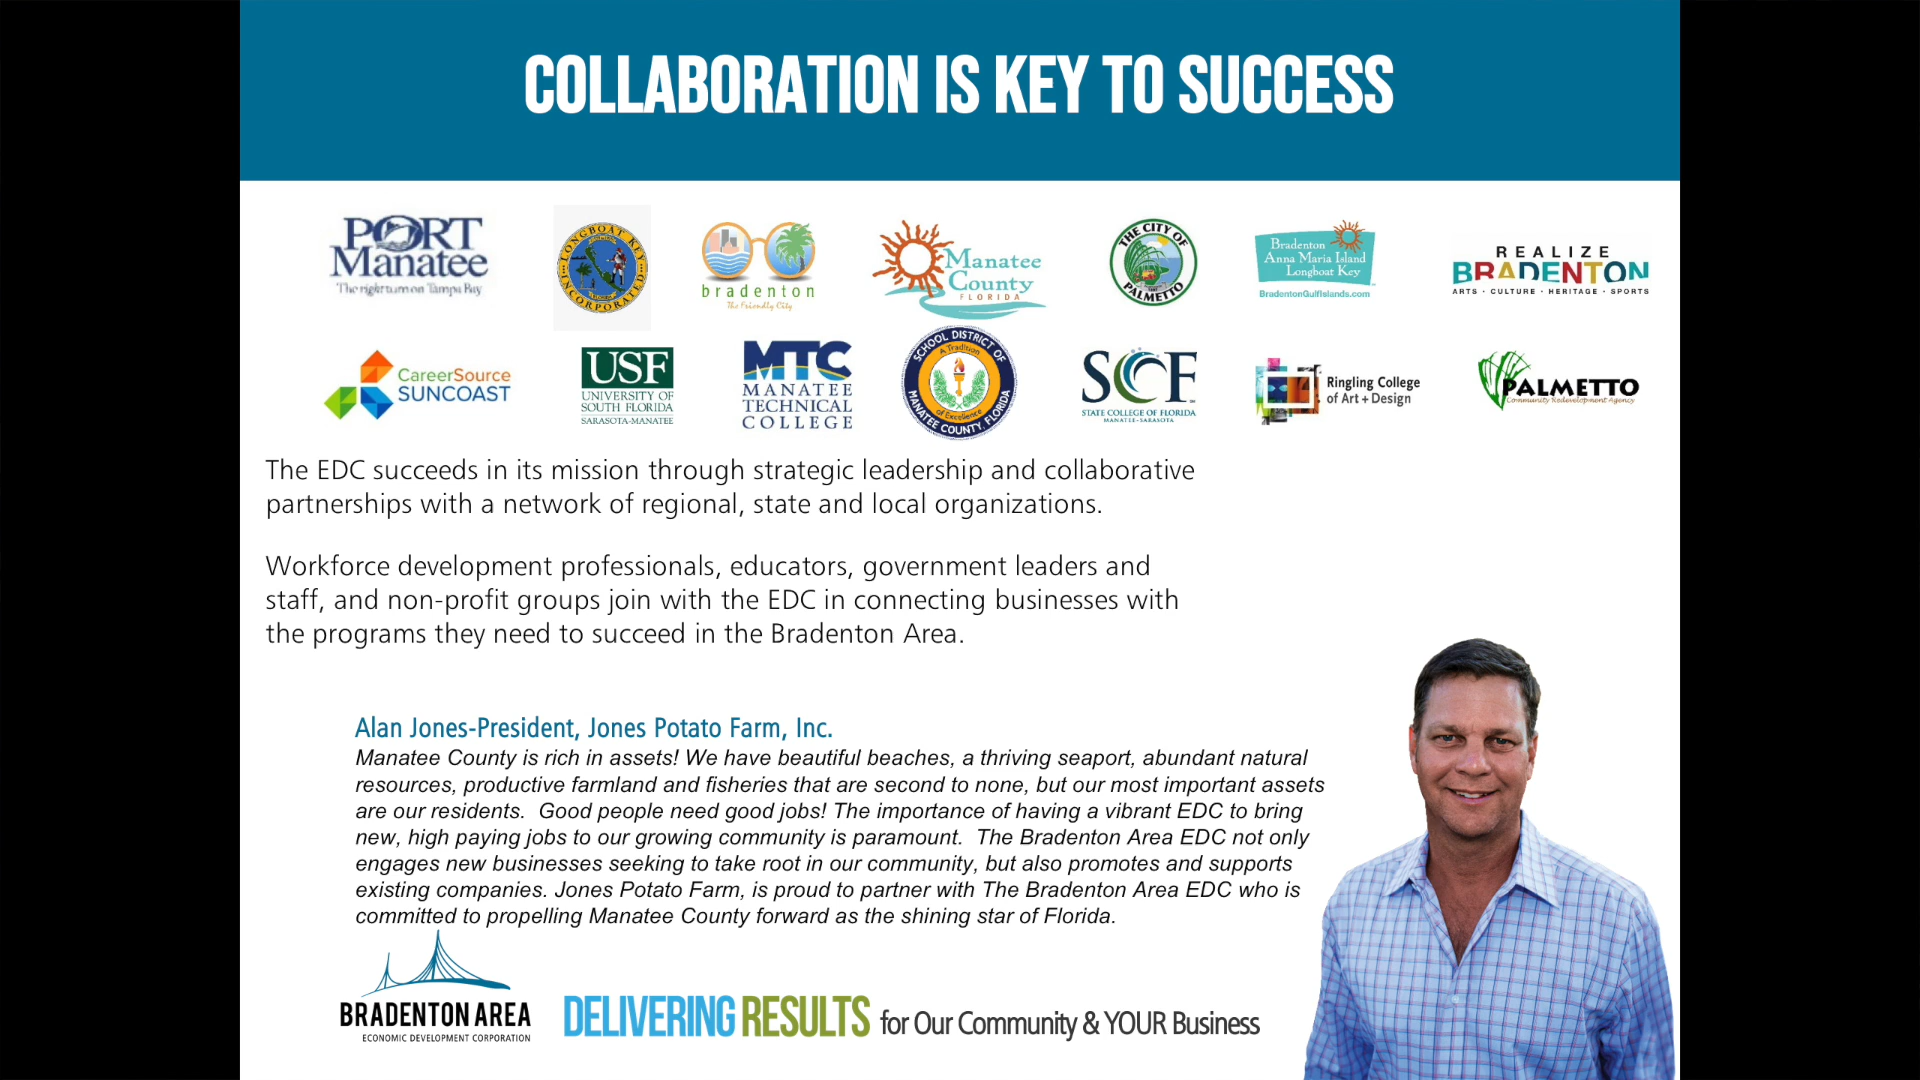 COLLABORATION IS KEY TO SUCCESS
PORT
Manatee
The right turn on Tampa Bay
LONGBOAT KEY
INCORPORATED
bradenton
The Friendly City
Manatee
County
FLORIDA
THE CITY OF
PALMETTO
Bradenton
Anna Maria Island
Longboat Key
BradentonGulfIslands.com
REALIZE
BRADENTON
ARTS · CULTURE · HERITAGE · SPORTS
CareerSource
SUNCOAST
USF
UNIVERSITY OF
SOUTH FLORIDA
SARASOTA-MANATEE
MTC
MANATEE
TECHNICAL
COLLEGE
SCHOOL DISTRICT OF
A Tradition
of Excellence
MANATEE COUNTY, FLORIDA
SCF
STATE COLLEGE OF FLORIDA
MANATEE-SARASOTA
Ringling College
of Art + Design
PALMETTO
Community Redevelopment Agency
The EDC succeeds in its mission through strategic leadership and collaborative
partnerships with a network of regional, state and local organizations.
Workforce development professionals, educators, government leaders and
staff, and non-profit groups join with the EDC in connecting businesses with
the programs they need to succeed in the Bradenton Area.
Alan Jones-President, Jones Potato Farm, Inc.
Manatee County is rich in assets! We have beautiful beaches, a thriving seaport, abundant natural
resources, productive farmland and fisheries that are second to none, but our most important assets
are our residents.  Good people need good jobs! The importance of having a vibrant EDC to bring
new, high paying jobs to our growing community is paramount.  The Bradenton Area EDC not only
engages new businesses seeking to take root in our community, but also promotes and supports
existing companies. Jones Potato Farm, is proud to partner with The Bradenton Area EDC who is
committed to propelling Manatee County forward as the shining star of Florida.
BRADENTON AREA
ECONOMIC DEVELOPMENT CORPORATION
DELIVERING RESULTS for Our Community & YOUR Business